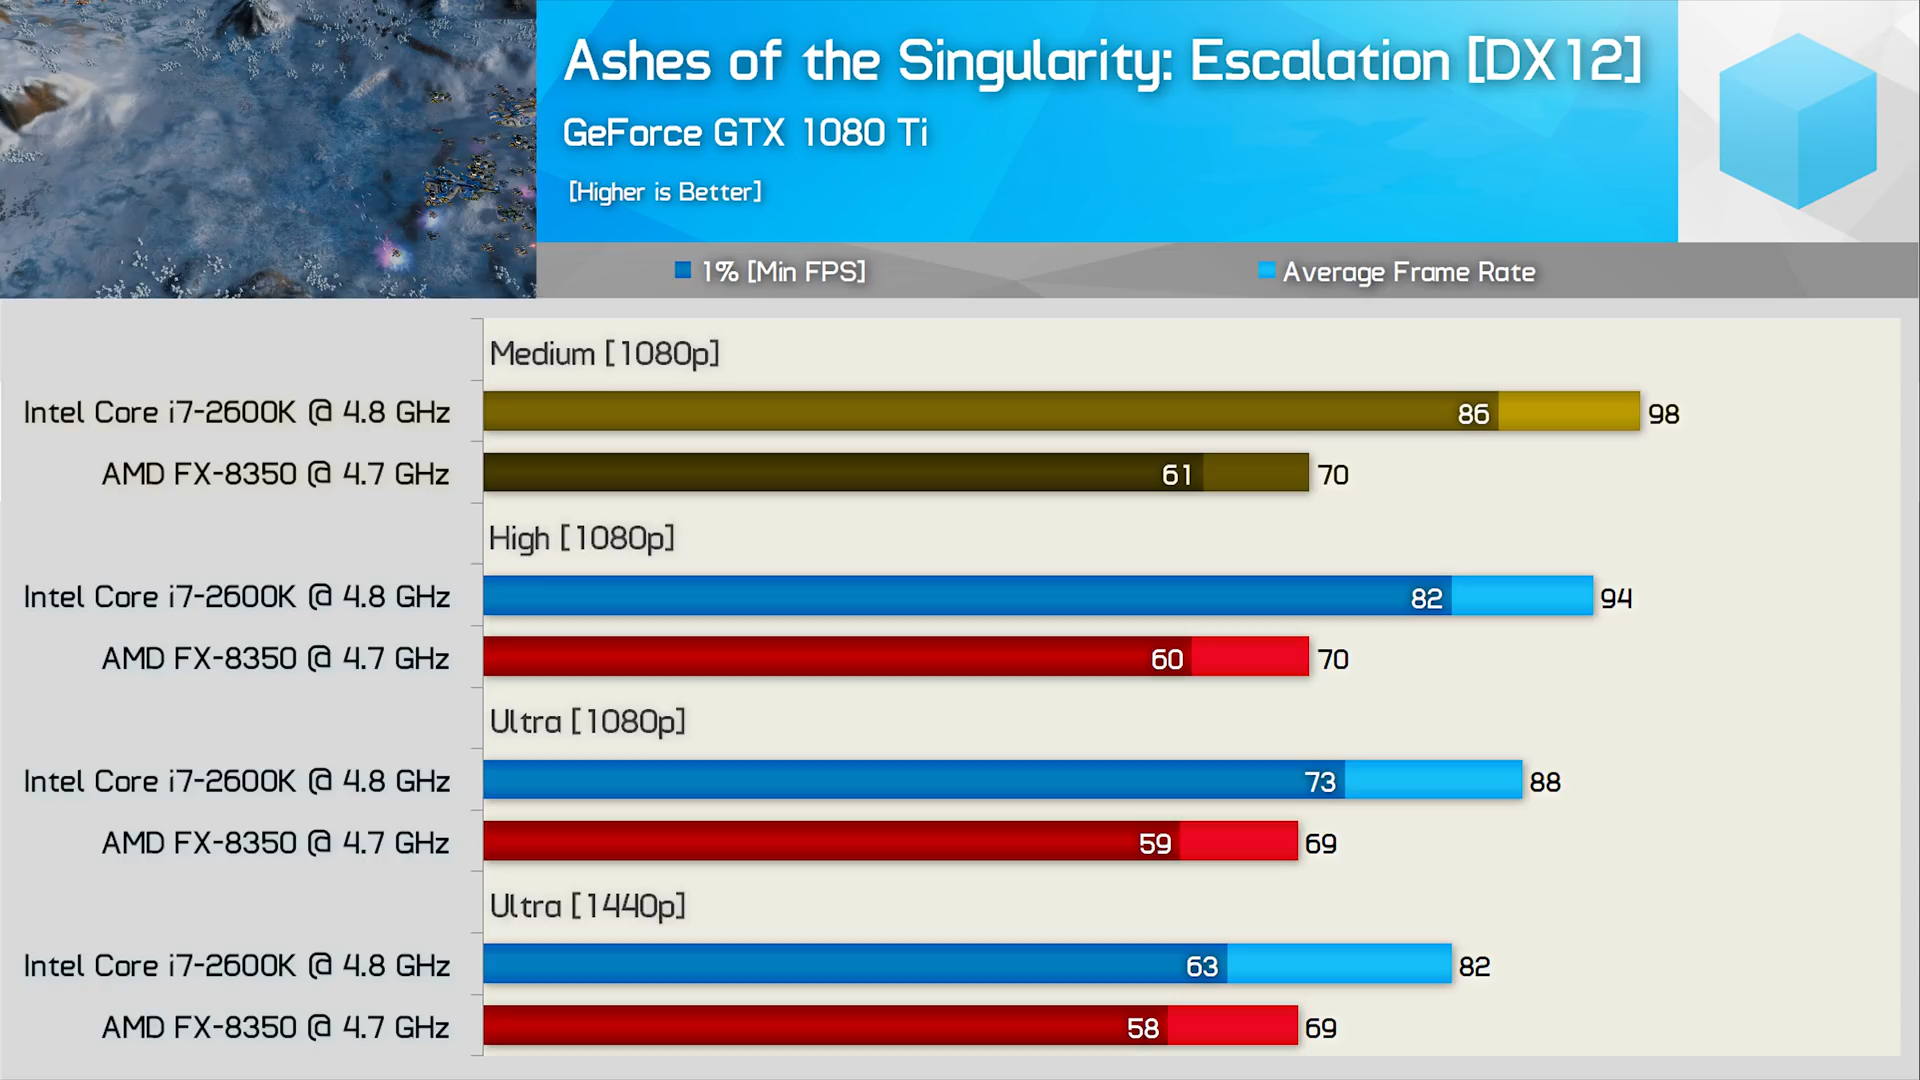 Ashes of the Singularity: Escalation [DX12]
GeForce GTX 1080 Ti
[Higher is Better]
1% [Min FPS] Average Frame Rate
Medium [1080p]
Intel Core i7-2600K @ 4.8 GHz 86 98
AMD FX-8350 @ 4.7 GHz 61 70
High [1080p]
Intel Core i7-2600K @ 4.8 GHz 82 94
AMD FX-8350 @ 4.7 GHz 60 70
Ultra [1080p]
Intel Core i7-2600K @ 4.8 GHz 73 88
AMD FX-8350 @ 4.7 GHz 59 69
Ultra [1440p]
Intel Core i7-2600K @ 4.8 GHz 63 82
AMD FX-8350 @ 4.7 GHz 58 69